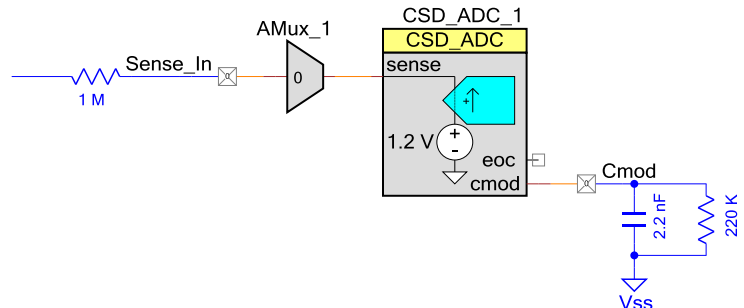 CSD_ADC_1
AMux_1
CSD_ADC
Sense_In
sense
0
+
1 M
1.2 V
+
-
eoc
cmod
Cmod
2.2 nF
220 K
Vss